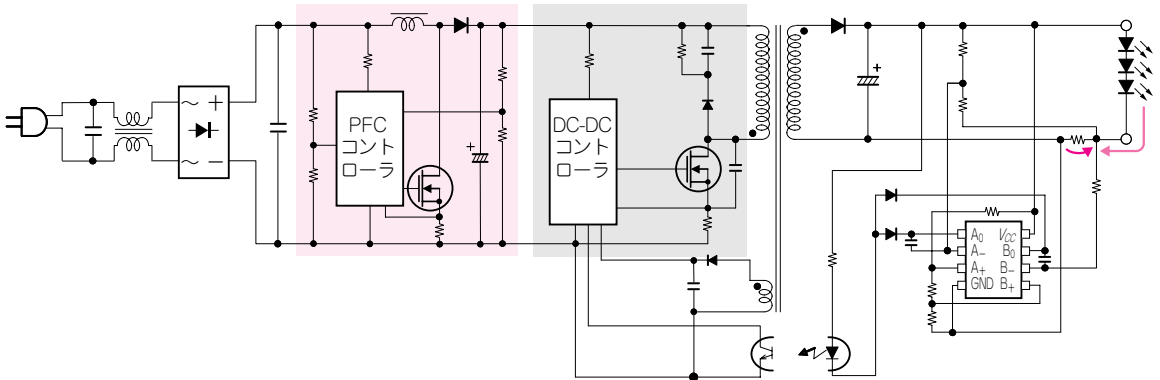 PFC
コント
ローラ
DC-DC
コント
ローラ
+
～ +
～ −
+
A0 VCC
A− B0
A+ B−
GND B+
+